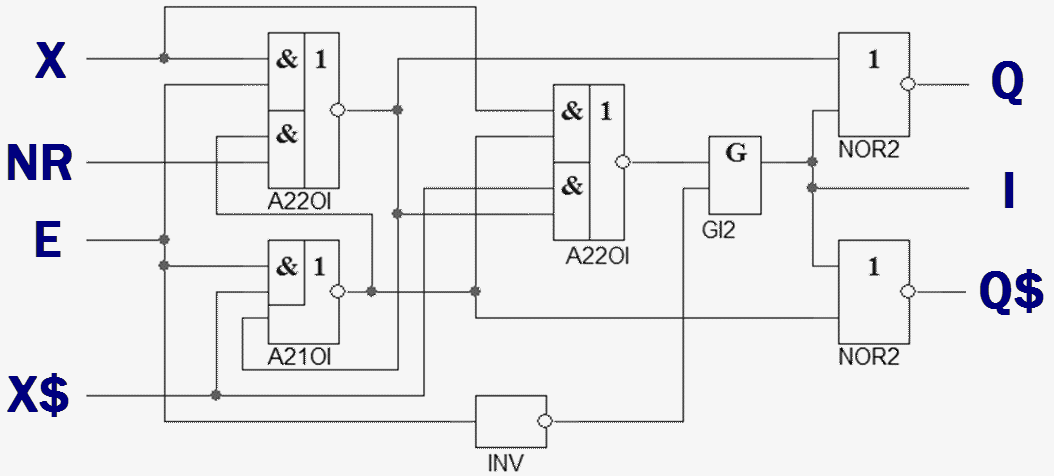 X
NR
E
X$
& 1
&
A22OI
& 1
A21OI
& 1
&
A22OI
INV
G
GI2
1
NOR2
1
NOR2
Q
I
Q$